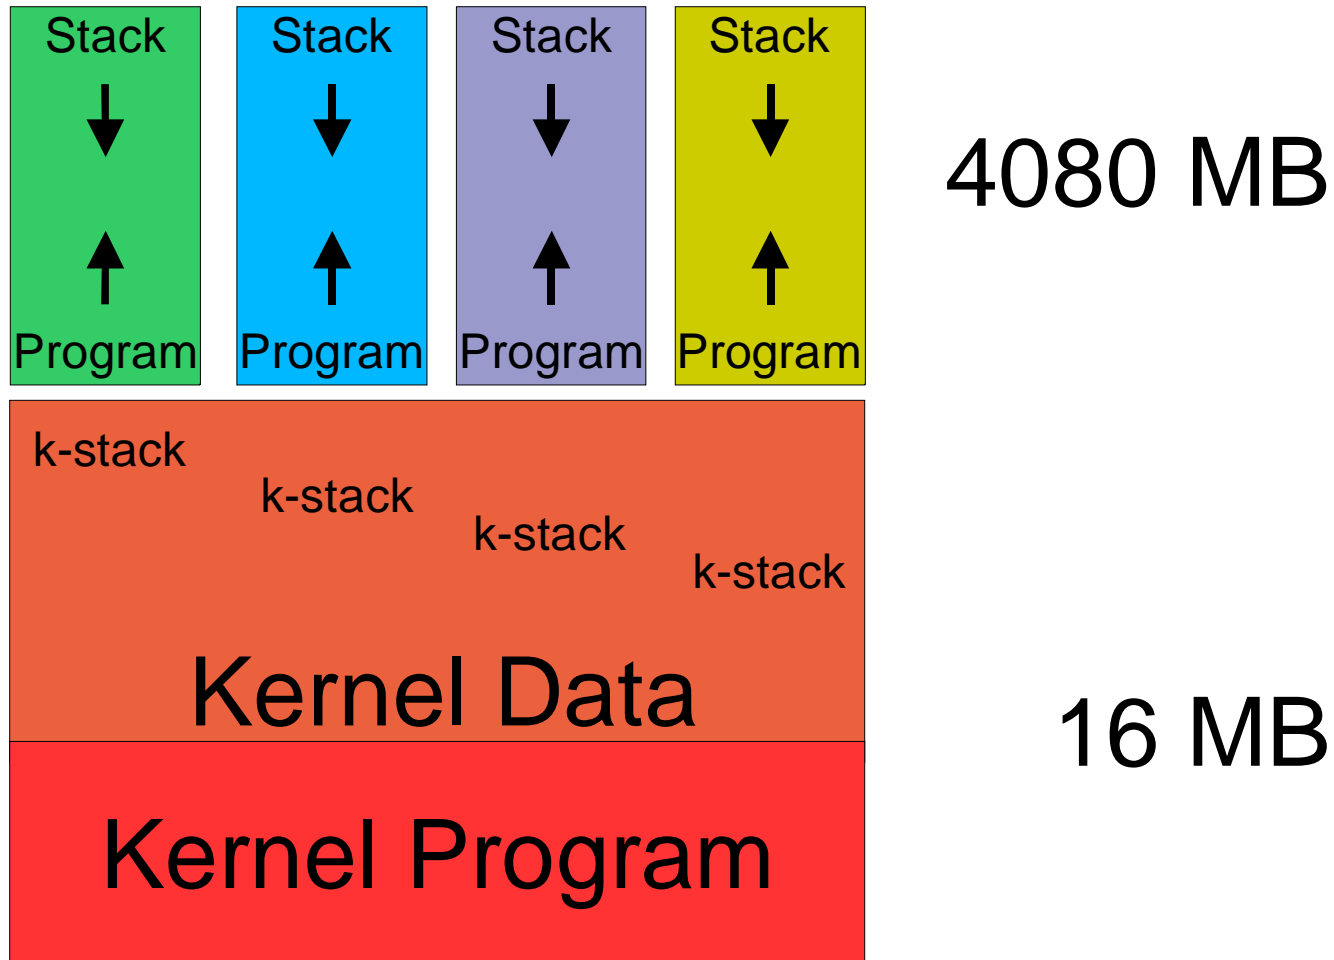 Stack Stack Stack Stack
4080 MB
Program Program Program Program
k-stack
k-stack
k-stack
k-stack
Kernel Data
16 MB
Kernel Program